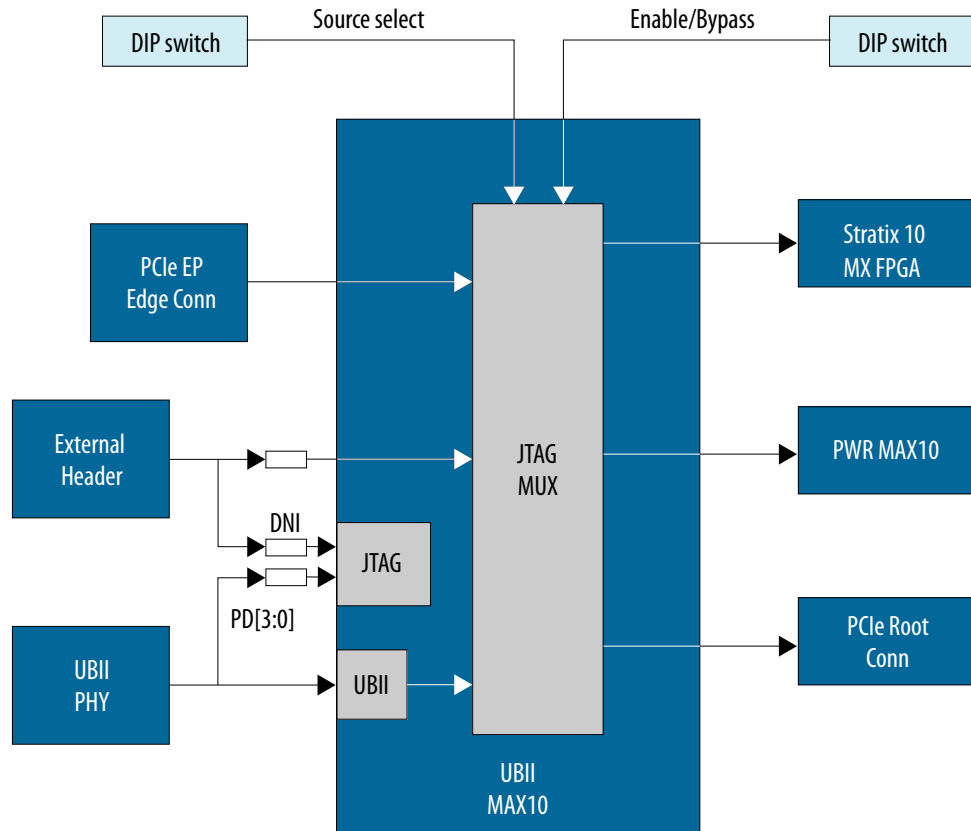 Source select
Enable/Bypass
DIP switch
DIP switch
PCIe EP
Edge Conn
Stratix 10
MX FPGA
External
Header
JTAG
MUX
PWR MAX10
DNI
JTAG
PD[3:0]
UBII
PHY
UBII
PCIe Root
Conn
UBII
MAX10